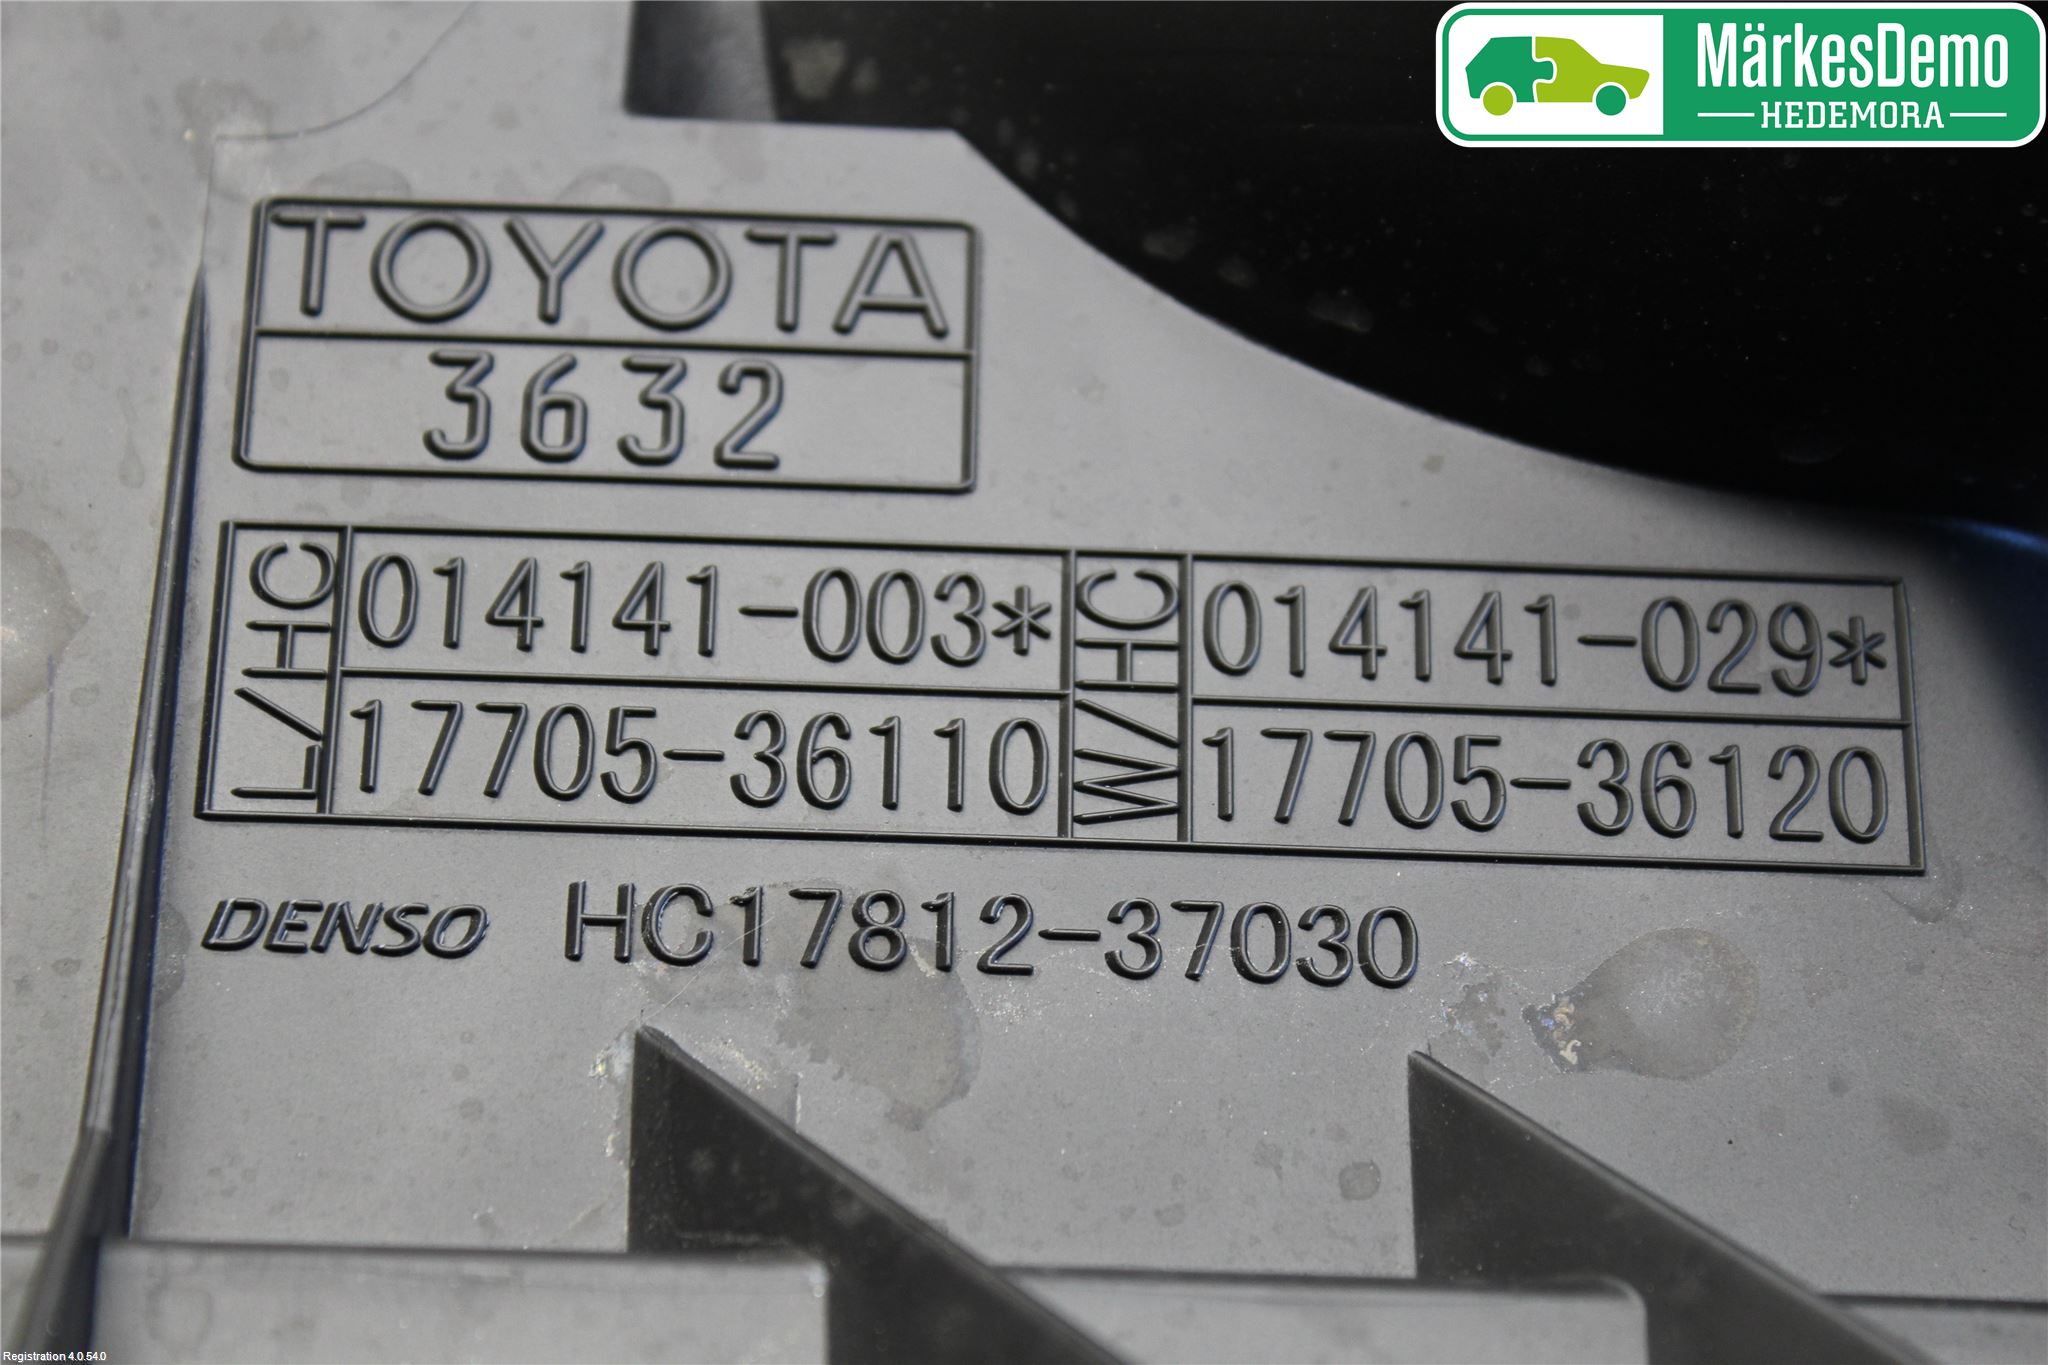 MärkesDemo
HEDEMORA
TOYOTA
3632
L/HC
014141-003*
17705-36110
W/HC
014141-029*
17705-36120
DENSO HC17812-37030
Registration 4.0.54.0